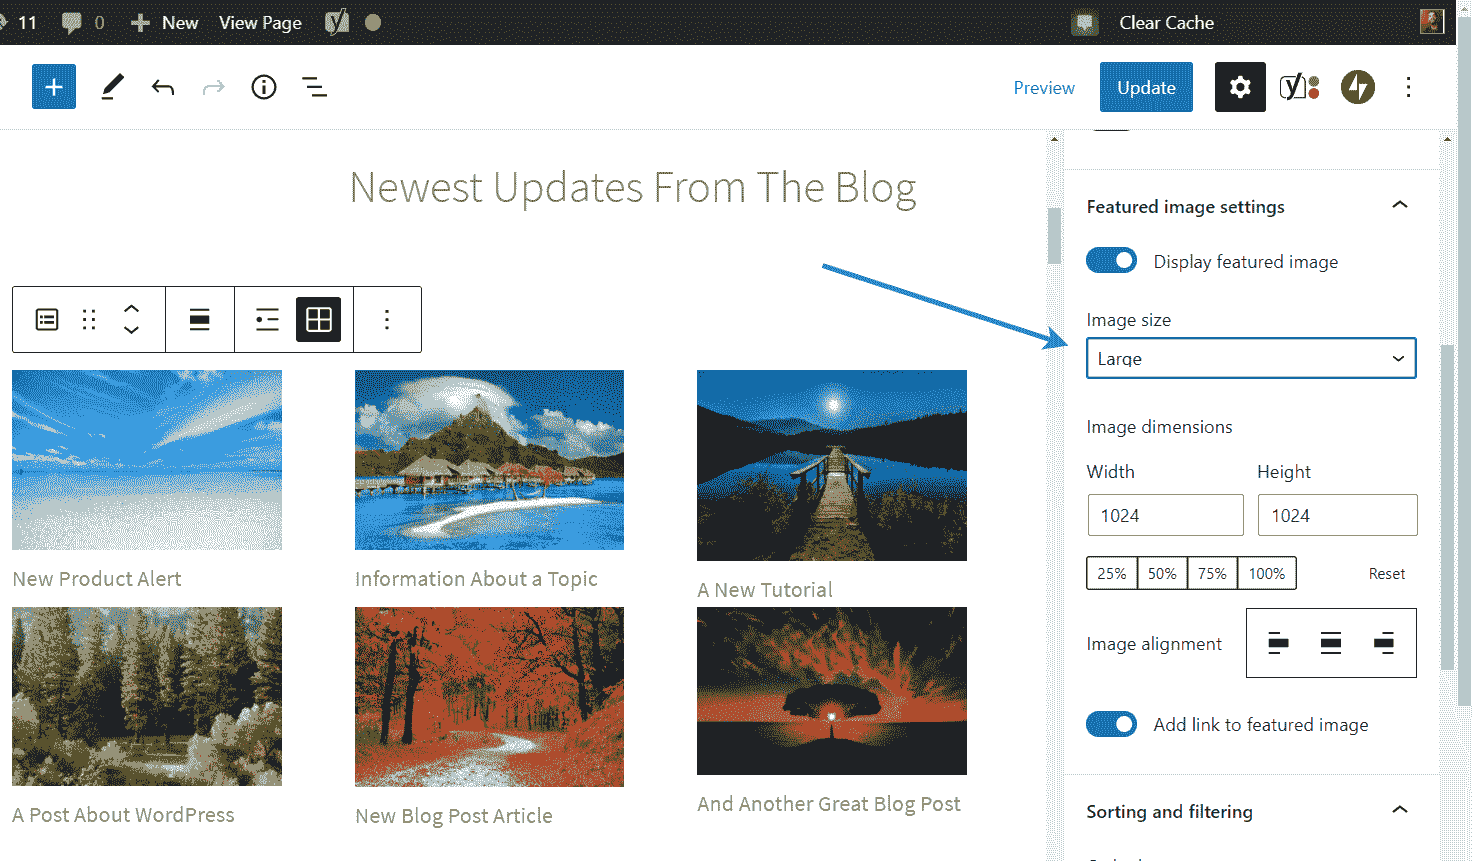 11 0 New View Page Clear Cache
Preview Update
Newest Updates From The Blog
Featured image settings
Display featured image
Image size
Large
Image dimensions
Width Height
1024 1024
25% 50% 75% 100% Reset
Image alignment
Add link to featured image
Sorting and filtering
New Product Alert
Information About a Topic
A New Tutorial
A Post About WordPress
New Blog Post Article
And Another Great Blog Post